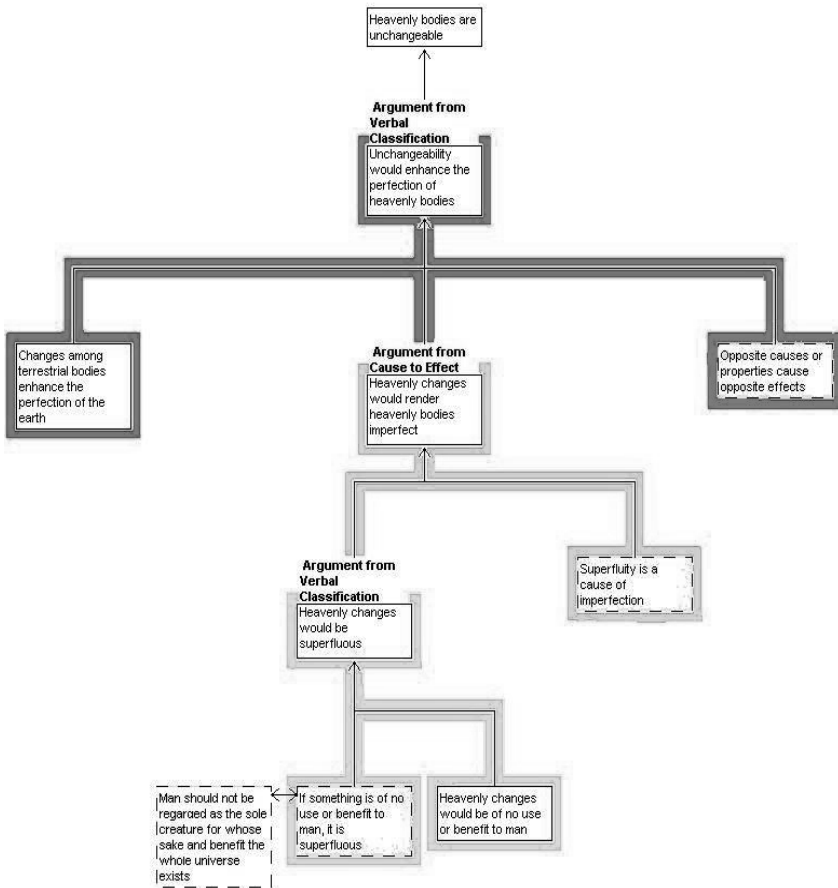 Heavenly bodies are
unchangeable
Argument from
Verbal
Classification
Unchangeability
would enhance the
perfection of
heavenly bodies
Changes among
terrestrial bodies
enhance the
perfection of the
earth
Argument from
Cause to Effect
Heavenly changes
would render
heavenly bodies
imperfect
Opposite causes or
properties cause
opposite effects
Argument from
Verbal
Classification
Heavenly changes
would be
superfluous
Superfluity is a
cause of
imperfection
Man should not be
regarded as the sole
creature for whose
sake and benefit the
whole universe
exists
If something is of no
use or benefit to
man, it is
superfluous
Heavenly changes
would be of no use
or benefit to man